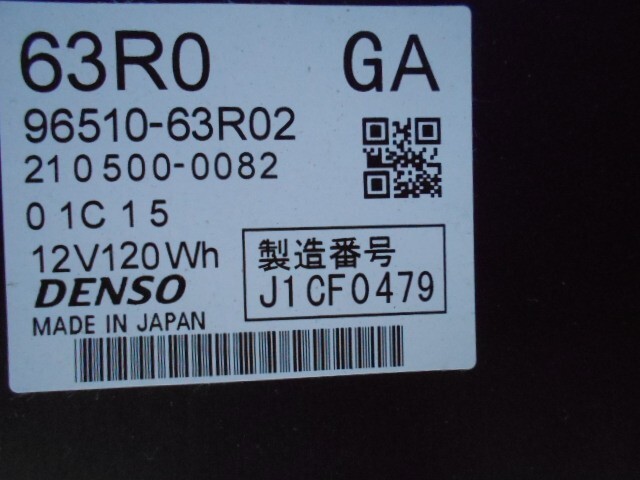 63R0 GA
96510-63R02
210500-0082
01C15
12V120Wh
製造番号
J1CF0479
DENSO
MADE IN JAPAN